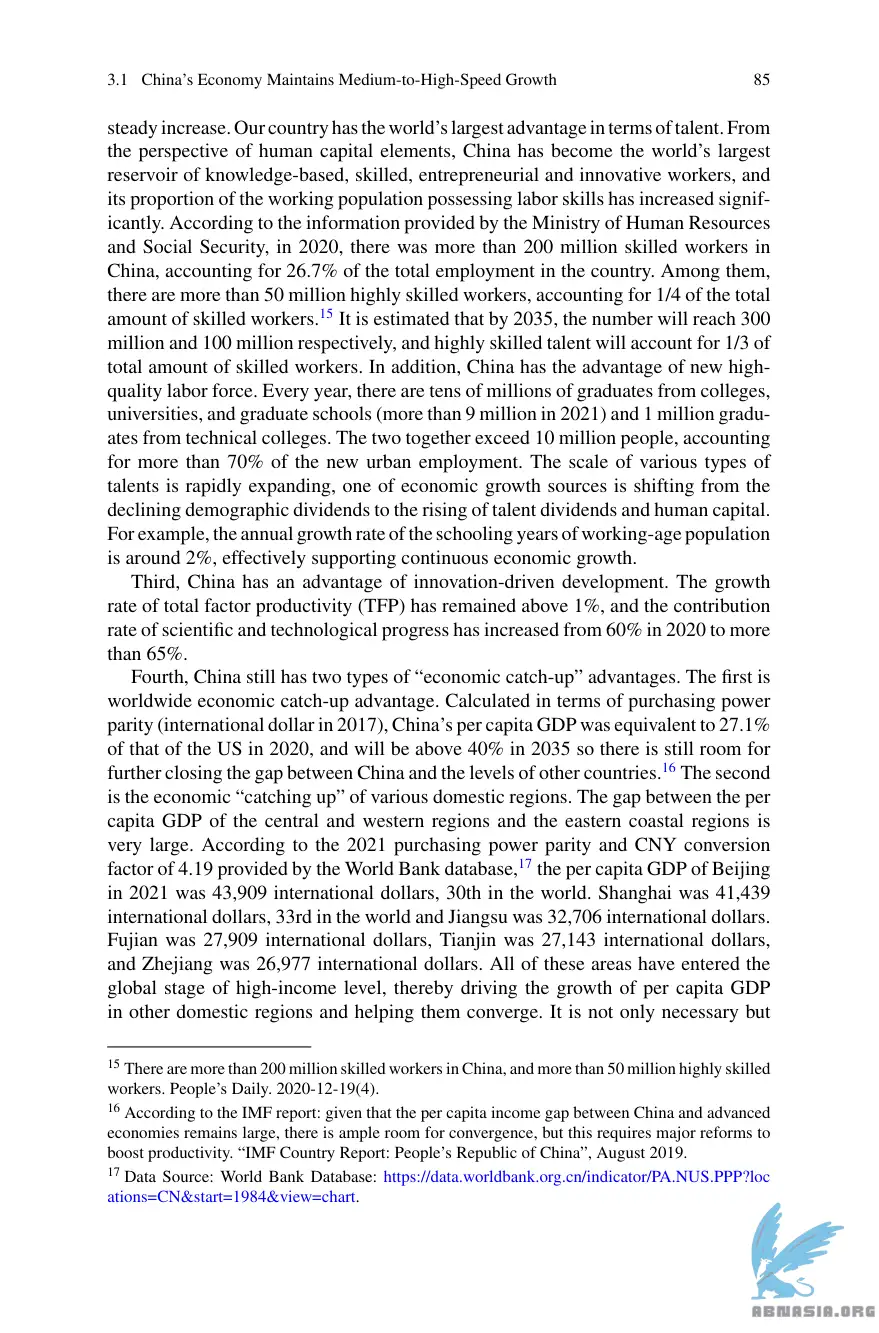 3.1 China’s Economy Maintains Medium-to-High-Speed Growth 85
steady increase. Our country has the world’s largest advantage in terms of talent. From
the perspective of human capital elements, China has become the world’s largest
reservoir of knowledge-based, skilled, entrepreneurial and innovative workers, and
its proportion of the working population possessing labor skills has increased signif-
icantly. According to the information provided by the Ministry of Human Resources
and Social Security, in 2020, there was more than 200 million skilled workers in
China, accounting for 26.7% of the total employment in the country. Among them,
there are more than 50 million highly skilled workers, accounting for 1/4 of the total
amount of skilled workers.15 It is estimated that by 2035, the number will reach 300
million and 100 million respectively, and highly skilled talent will account for 1/3 of
total amount of skilled workers. In addition, China has the advantage of new high-
quality labor force. Every year, there are tens of millions of graduates from colleges,
universities, and graduate schools (more than 9 million in 2021) and 1 million gradu-
ates from technical colleges. The two together exceed 10 million people, accounting
for more than 70% of the new urban employment. The scale of various types of
talents is rapidly expanding, one of economic growth sources is shifting from the
declining demographic dividends to the rising of talent dividends and human capital.
For example, the annual growth rate of the schooling years of working-age population
is around 2%, effectively supporting continuous economic growth.
Third, China has an advantage of innovation-driven development. The growth
rate of total factor productivity (TFP) has remained above 1%, and the contribution
rate of scientific and technological progress has increased from 60% in 2020 to more
than 65%.
Fourth, China still has two types of “economic catch-up” advantages. The first is
worldwide economic catch-up advantage. Calculated in terms of purchasing power
parity (international dollar in 2017), China’s per capita GDP was equivalent to 27.1%
of that of the US in 2020, and will be above 40% in 2035 so there is still room for
further closing the gap between China and the levels of other countries.16 The second
is the economic “catching up” of various domestic regions. The gap between the per
capita GDP of the central and western regions and the eastern coastal regions is
very large. According to the 2021 purchasing power parity and CNY conversion
factor of 4.19 provided by the World Bank database,17 the per capita GDP of Beijing
in 2021 was 43,909 international dollars, 30th in the world. Shanghai was 41,439
international dollars, 33rd in the world and Jiangsu was 32,706 international dollars.
Fujian was 27,909 international dollars, Tianjin was 27,143 international dollars,
and Zhejiang was 26,977 international dollars. All of these areas have entered the
global stage of high-income level, thereby driving the growth of per capita GDP
in other domestic regions and helping them converge. It is not only necessary but
15 There are more than 200 million skilled workers in China, and more than 50 million highly skilled
workers. People’s Daily. 2020-12-19(4).
16 According to the IMF report: given that the per capita income gap between China and advanced
economies remains large, there is ample room for convergence, but this requires major reforms to
boost productivity. “IMF Country Report: People’s Republic of China”, August 2019.
17 Data Source: World Bank Database: https://data.worldbank.org.cn/indicator/PA.NUS.PPP?loc
ations=CN&start=1984&view=chart.
ABNASIA.ORG